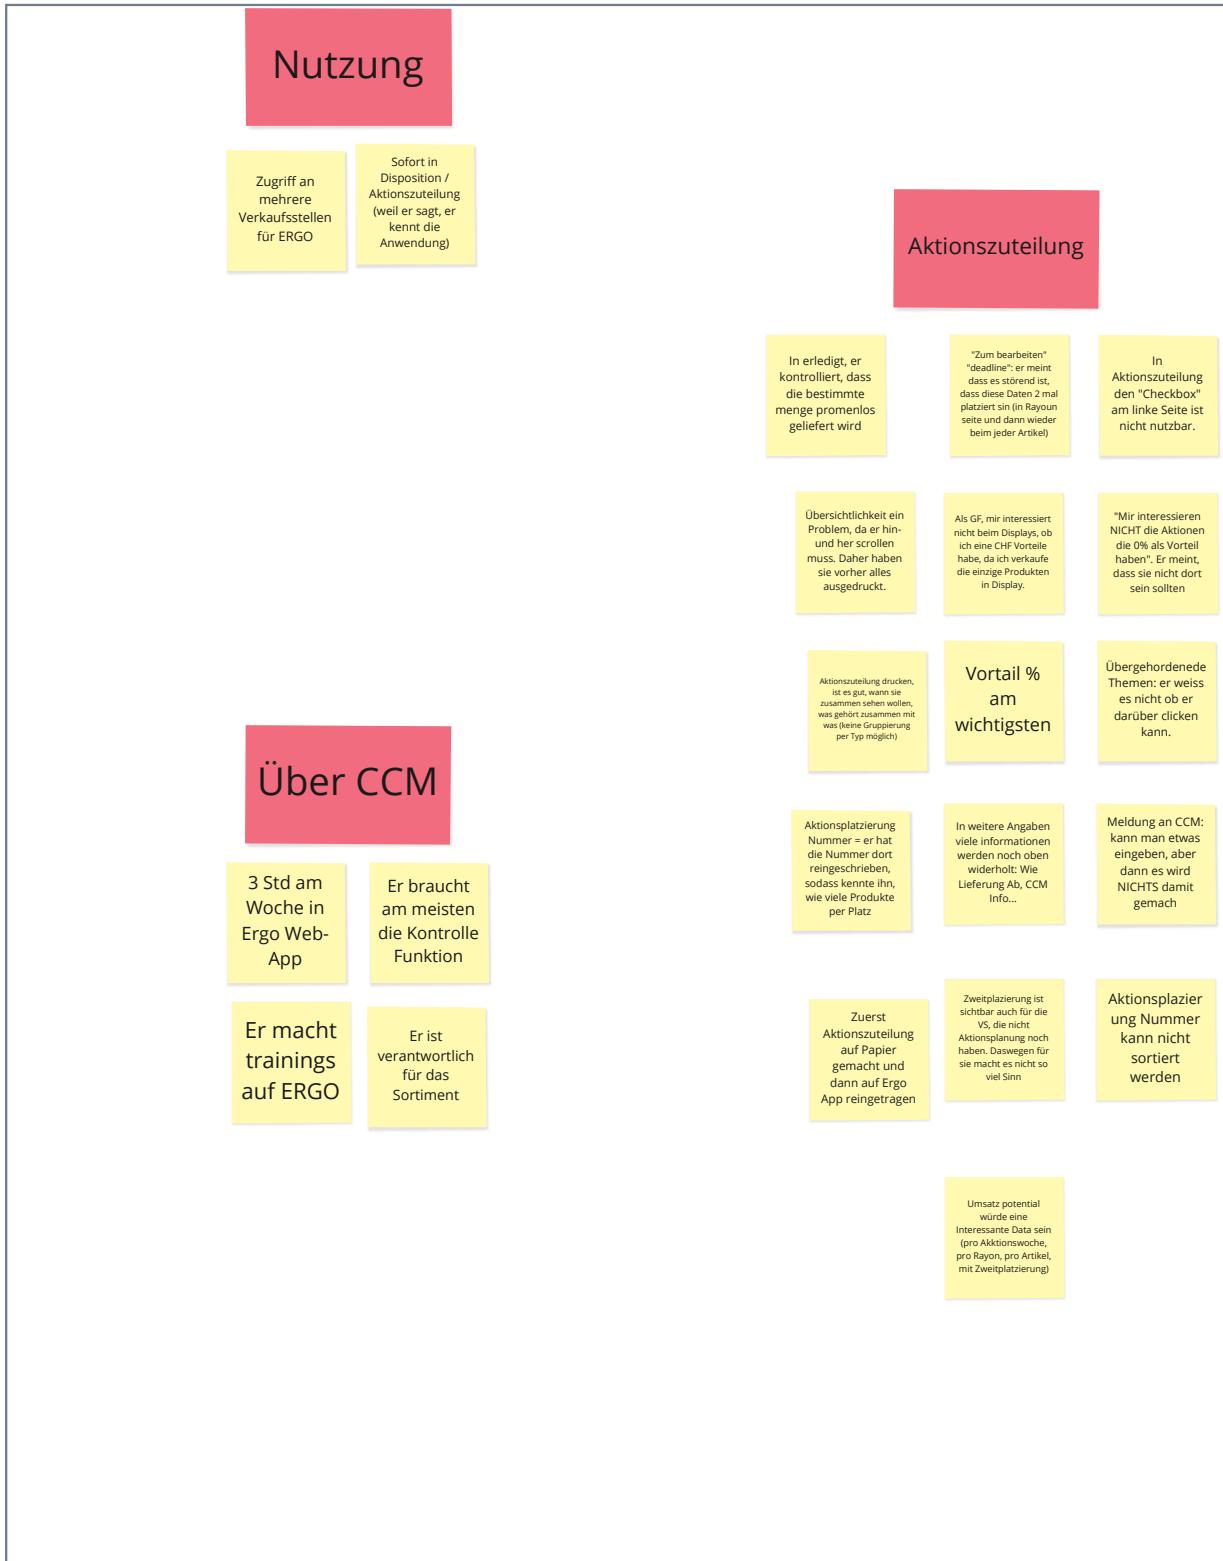 Nutzung
Zugriff an
mehrere
Verkaufsstellen
für ERGO
Sofort in
Disposition /
Aktionszuteilung
(weil er sagt, er
kennt die
Anwendung)
Über CCM
3 Std am
Woche in
Ergo Web-
App
Er braucht
am meisten
die Kontrolle
Funktion
Er macht
trainings
auf ERGO
Er ist
verantwortlich
für das
Sortiment
Aktionszuteilung
In erledigt, er
kontrolliert, dass
die bestimmte
menge promenlos
geliefert wird
"Zum bearbeiten"
"deadline": er meint
dass es störend ist,
dass diese Daten 2 mal
platziert sin (in Rayoun
seite und dann wieder
beim jeder Artikel)
In
Aktionszuteilung
den "Checkbox"
am linke Seite ist
nicht nutzbar.
Übersichtlichkeit ein
Problem, da er hin-
und her scrollen
muss. Daher haben
sie vorher alles
ausgedruckt.
Als GF, mir interessiert
nicht beim Displays, ob
ich eine CHF Vorteile
habe, da ich verkaufe
die einzige Produkten
in Display.
"Mir interessieren
NICHT die Aktionen
die 0% als Vorteil
haben". Er meint,
dass sie nicht dort
sein sollten
Aktionszuteilung drucken,
ist es gut, wann sie
zusammen sehen wollen,
was gehört zusammen mit
was (keine Gruppierung
per Typ möglich)
Vortail %
am
wichtigsten
Übergehordenede
Themen: er weiss
es nicht ob er
darüber clicken
kann.
Aktionsplatzierung
Nummer = er hat
die Nummer dort
reingeschrieben,
sodass kennte ihn,
wie viele Produkte
per Platz
In weitere Angaben
viele informationen
werden noch oben
widerholt: Wie
Lieferung Ab, CCM
Info...
Meldung an CCM:
kann man etwas
eingeben, aber
dann es wird
NICHTS damit
gemach
Zuerst
Aktionszuteilung
auf Papier
gemacht und
dann auf Ergo
App reingetragen
Zweitplazierung ist
sichtbar auch für die
VS, die nicht
Aktionsplanung noch
haben. Daswegen für
sie macht es nicht so
viel Sinn
Aktionsplazier
ung Nummer
kann nicht
sortiert
werden
Umsatz potential
würde eine
Interessante Data sein
(pro Akktionswoche,
pro Rayon, pro Artikel,
mit Zweitplatzierung)